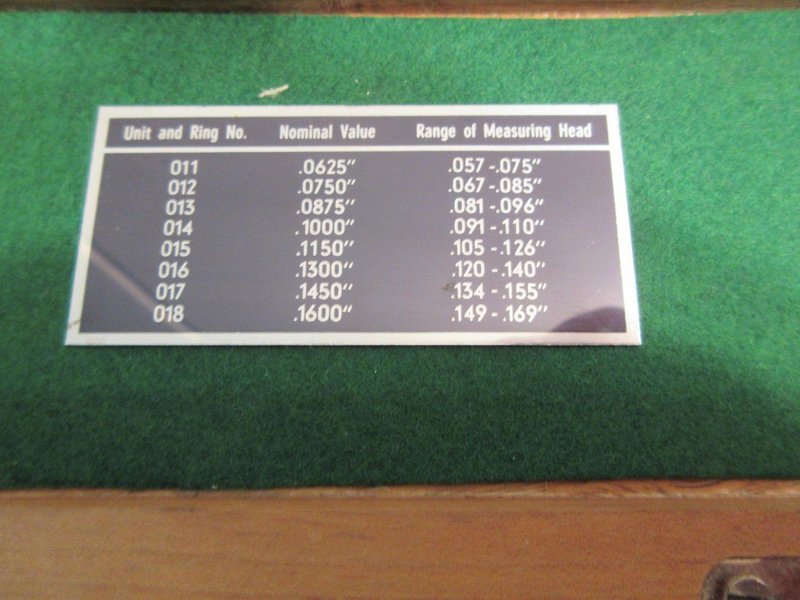 Unit and Ring No. Nominal Value Range of Measuring Head
011 .0625" .057 -.075"
012 .0750" .067 -.085"
013 .0875" .081 -.096"
014 .1000" .091 -.110"
015 .1150" .105 -.126"
016 .1300" .120 -.140"
017 .1450" .134 -.155"
018 .1600" .149 -.169"